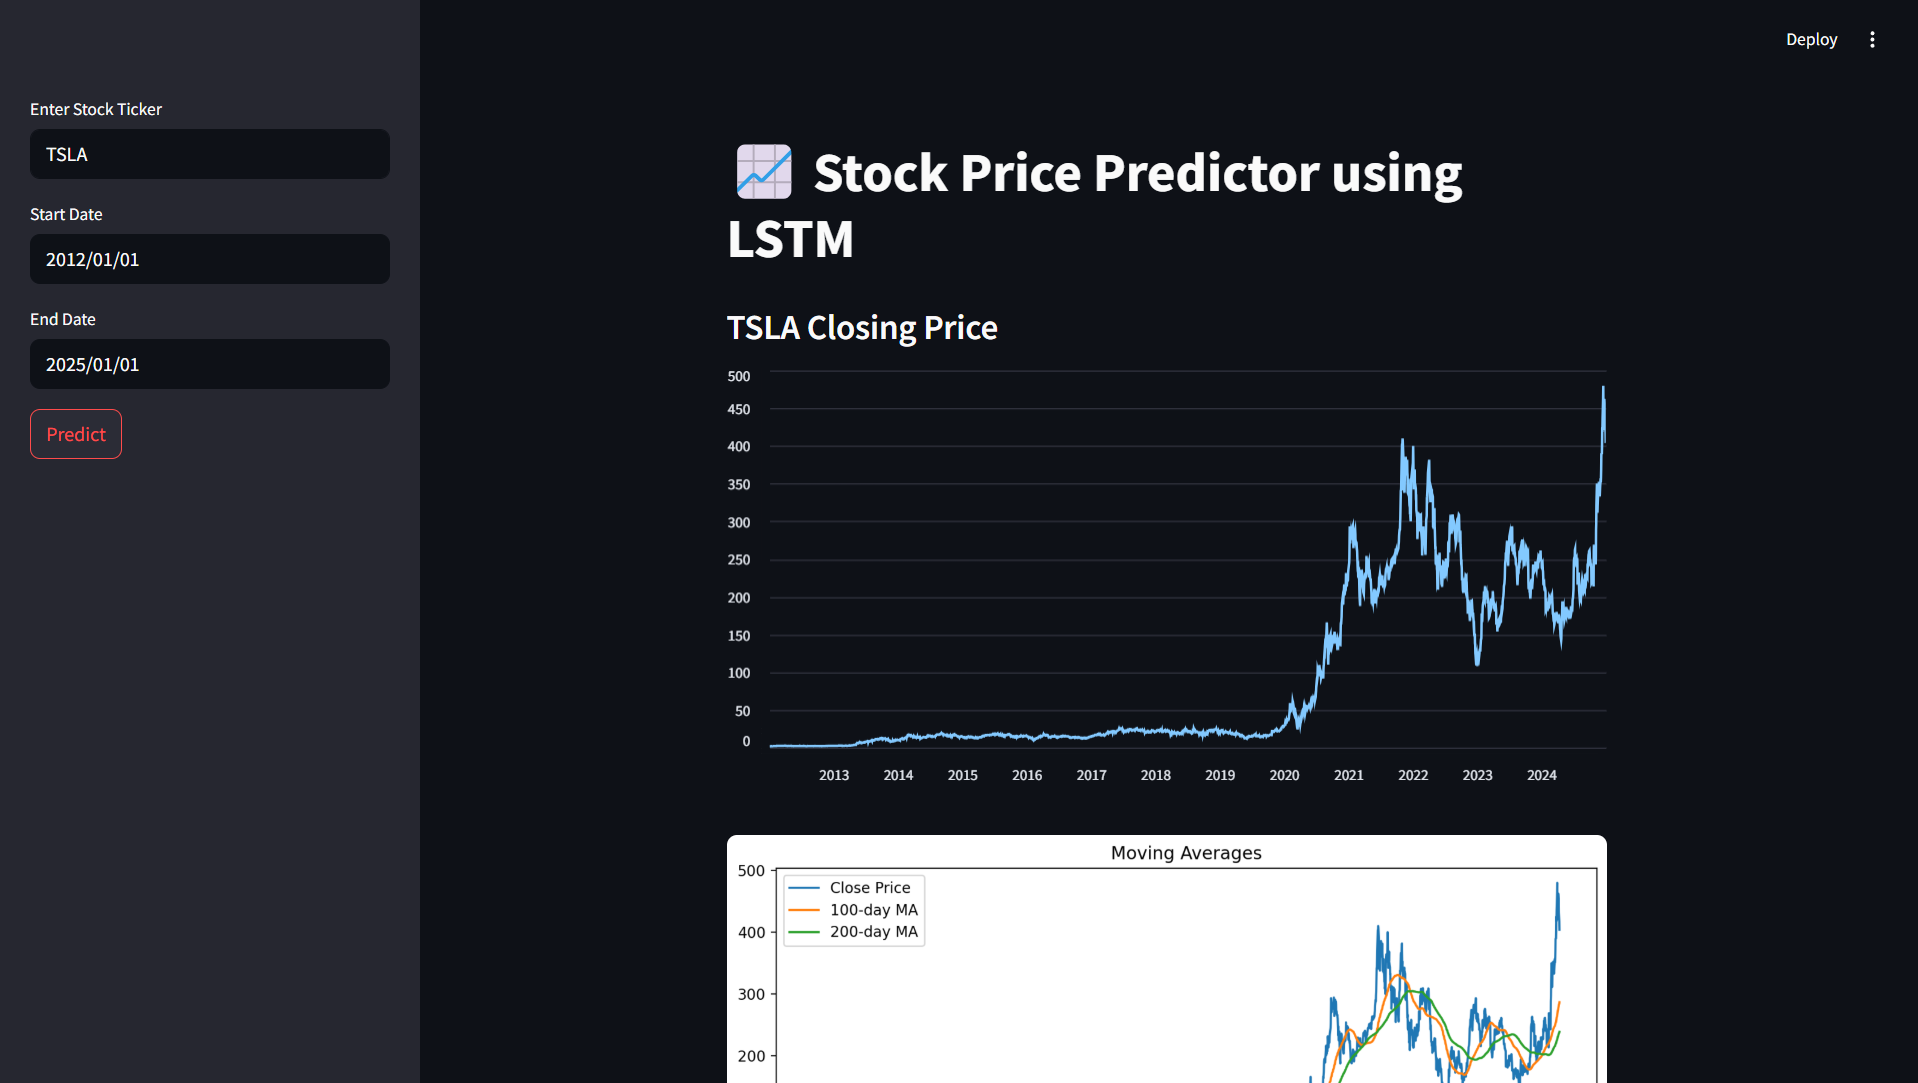 Deploy
Enter Stock Ticker
TSLA
Start Date
2012/01/01
End Date
2025/01/01
Predict
Stock Price Predictor using
LSTM
TSLA Closing Price
500
450
400
350
300
250
200
150
100
50
0
2013 2014 2015 2016 2017 2018 2019 2020 2021 2022 2023 2024
Moving Averages
500
400
300
200
Close Price
100-day MA
200-day MA